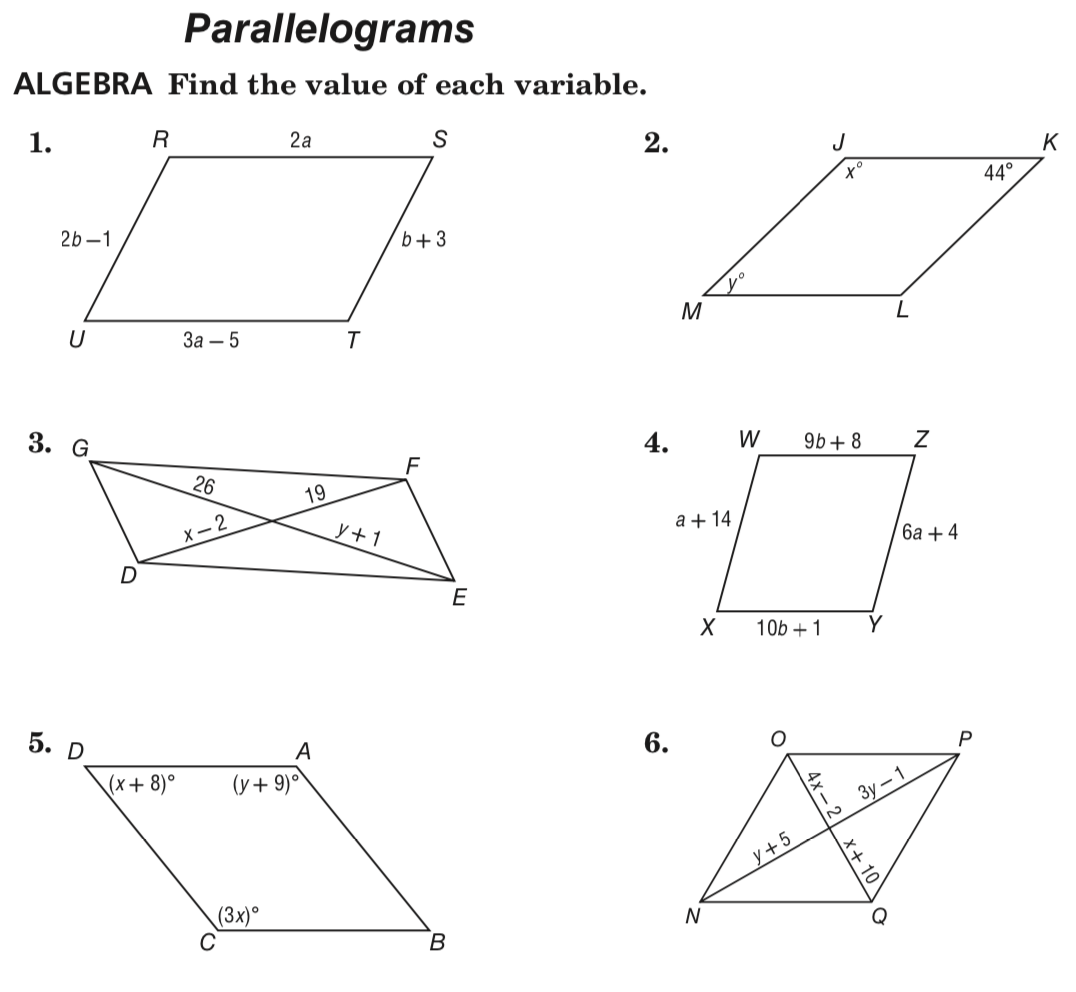 Parallelograms
ALGEBRA Find the value of each variable.
1.
R
2a
S
2b – 1
b + 3
U
3a – 5
T
2.
J
K
x°
44°
y°
M
L
3.
G
F
26
19
x – 2
y + 1
D
E
4.
W
9b + 8
Z
a + 14
6a + 4
X
10b + 1
Y
5.
D
A
(x + 8)°
(y + 9)°
(3x)°
C
B
6.
O
P
4x – 2
3y – 1
y + 5
x + 10
N
Q